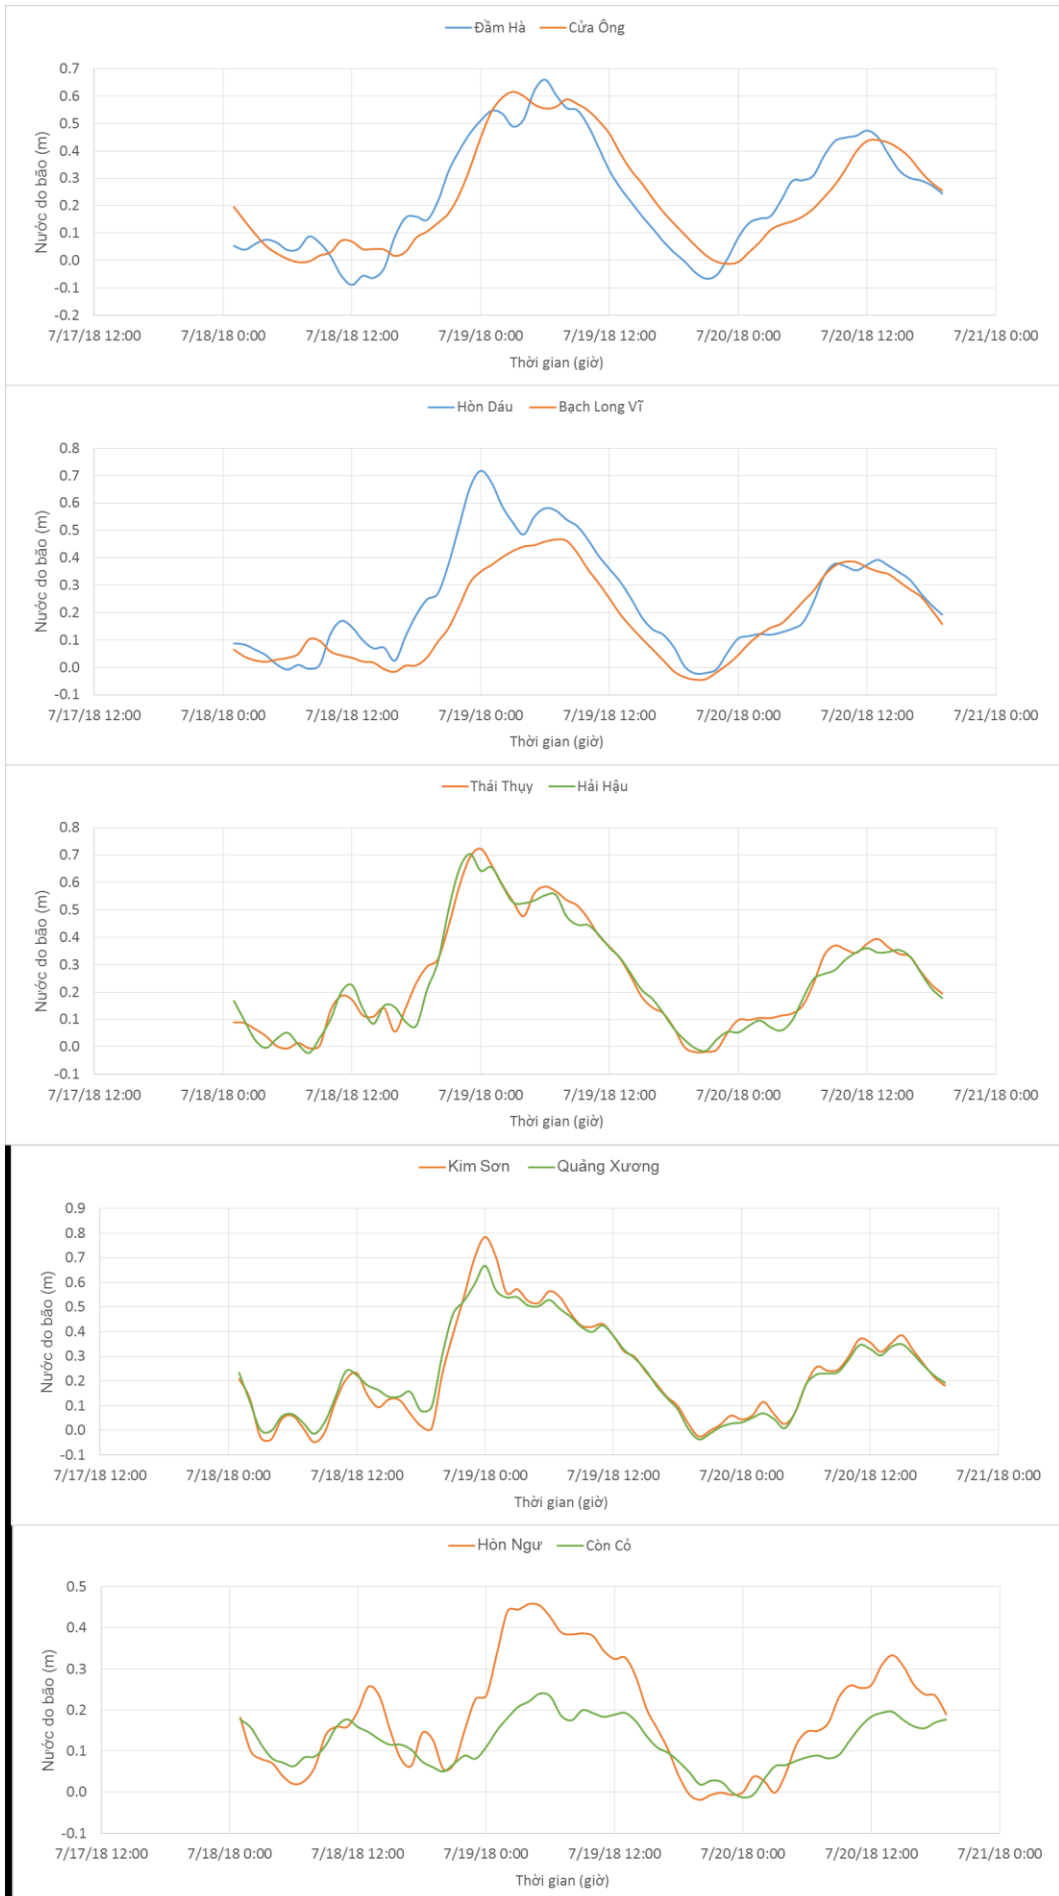 Đầm Hà Cửa Ông
0.7
0.6
0.5
0.4
0.3
0.2
0.1
0.0
-0.1
-0.2
Nước do bão (m)
7/17/18 12:00 7/18/18 0:00 7/18/18 12:00 7/19/18 0:00 7/19/18 12:00 7/20/18 0:00 7/20/18 12:00 7/21/18 0:00
Thời gian (giờ)
Hòn Dáu Bạch Long Vĩ
0.8
0.7
0.6
0.5
0.4
0.3
0.2
0.1
0.0
-0.1
Nước do bão (m)
7/17/18 12:00 7/18/18 0:00 7/18/18 12:00 7/19/18 0:00 7/19/18 12:00 7/20/18 0:00 7/20/18 12:00 7/21/18 0:00
Thời gian (giờ)
Thái Thụy Hải Hậu
0.8
0.7
0.6
0.5
0.4
0.3
0.2
0.1
0.0
-0.1
Nước do bão (m)
7/17/18 12:00 7/18/18 0:00 7/18/18 12:00 7/19/18 0:00 7/19/18 12:00 7/20/18 0:00 7/20/18 12:00 7/21/18 0:00
Thời gian (giờ)
Kim Sơn Quảng Xương
0.9
0.8
0.7
0.6
0.5
0.4
0.3
0.2
0.1
0.0
-0.1
Nước do bão (m)
7/17/18 12:00 7/18/18 0:00 7/18/18 12:00 7/19/18 0:00 7/19/18 12:00 7/20/18 0:00 7/20/18 12:00 7/21/18 0:00
Thời gian (giờ)
Hòn Ngư Còn Cỏ
0.5
0.4
0.3
0.2
0.1
0.0
-0.1
Nước do bão (m)
7/17/18 12:00 7/18/18 0:00 7/18/18 12:00 7/19/18 0:00 7/19/18 12:00 7/20/18 0:00 7/20/18 12:00 7/21/18 0:00
Thời gian (giờ)